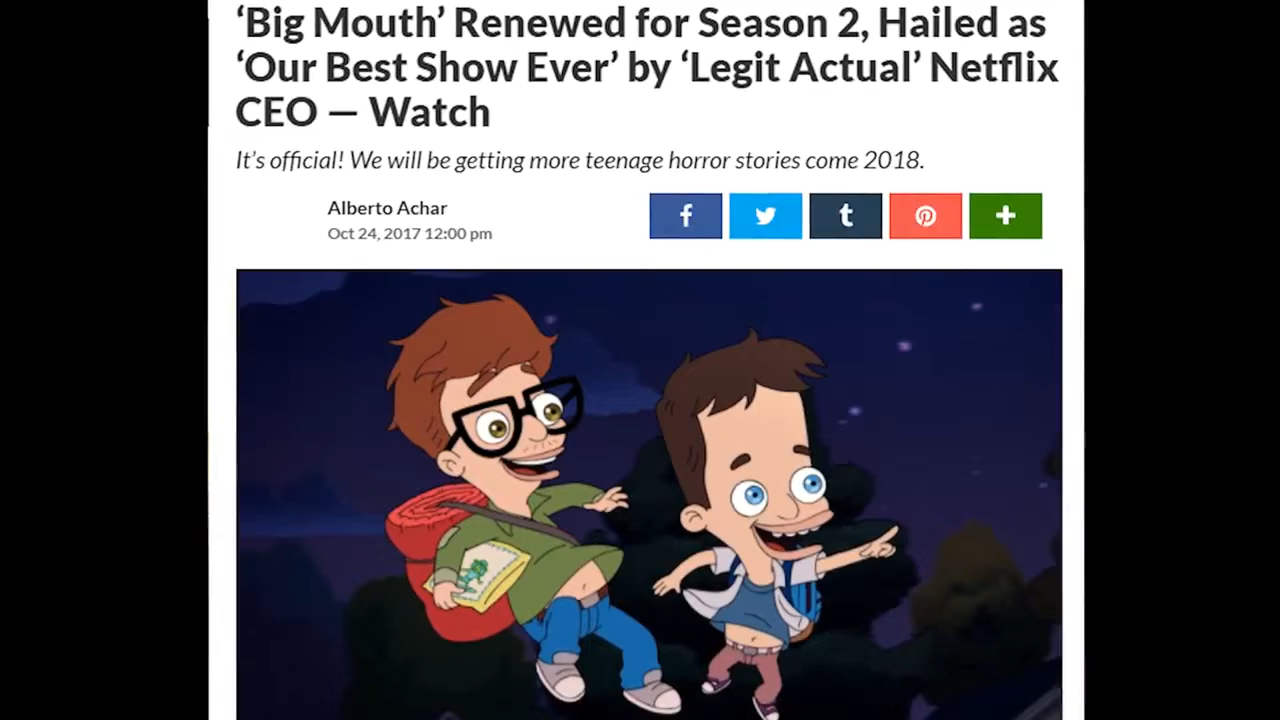 ‘Big Mouth’ Renewed for Season 2, Hailed as
‘Our Best Show Ever’ by ‘Legit Actual’ Netflix
CEO — Watch
It’s official! We will be getting more teenage horror stories come 2018.
Alberto Achar
Oct 24, 2017 12:00 pm